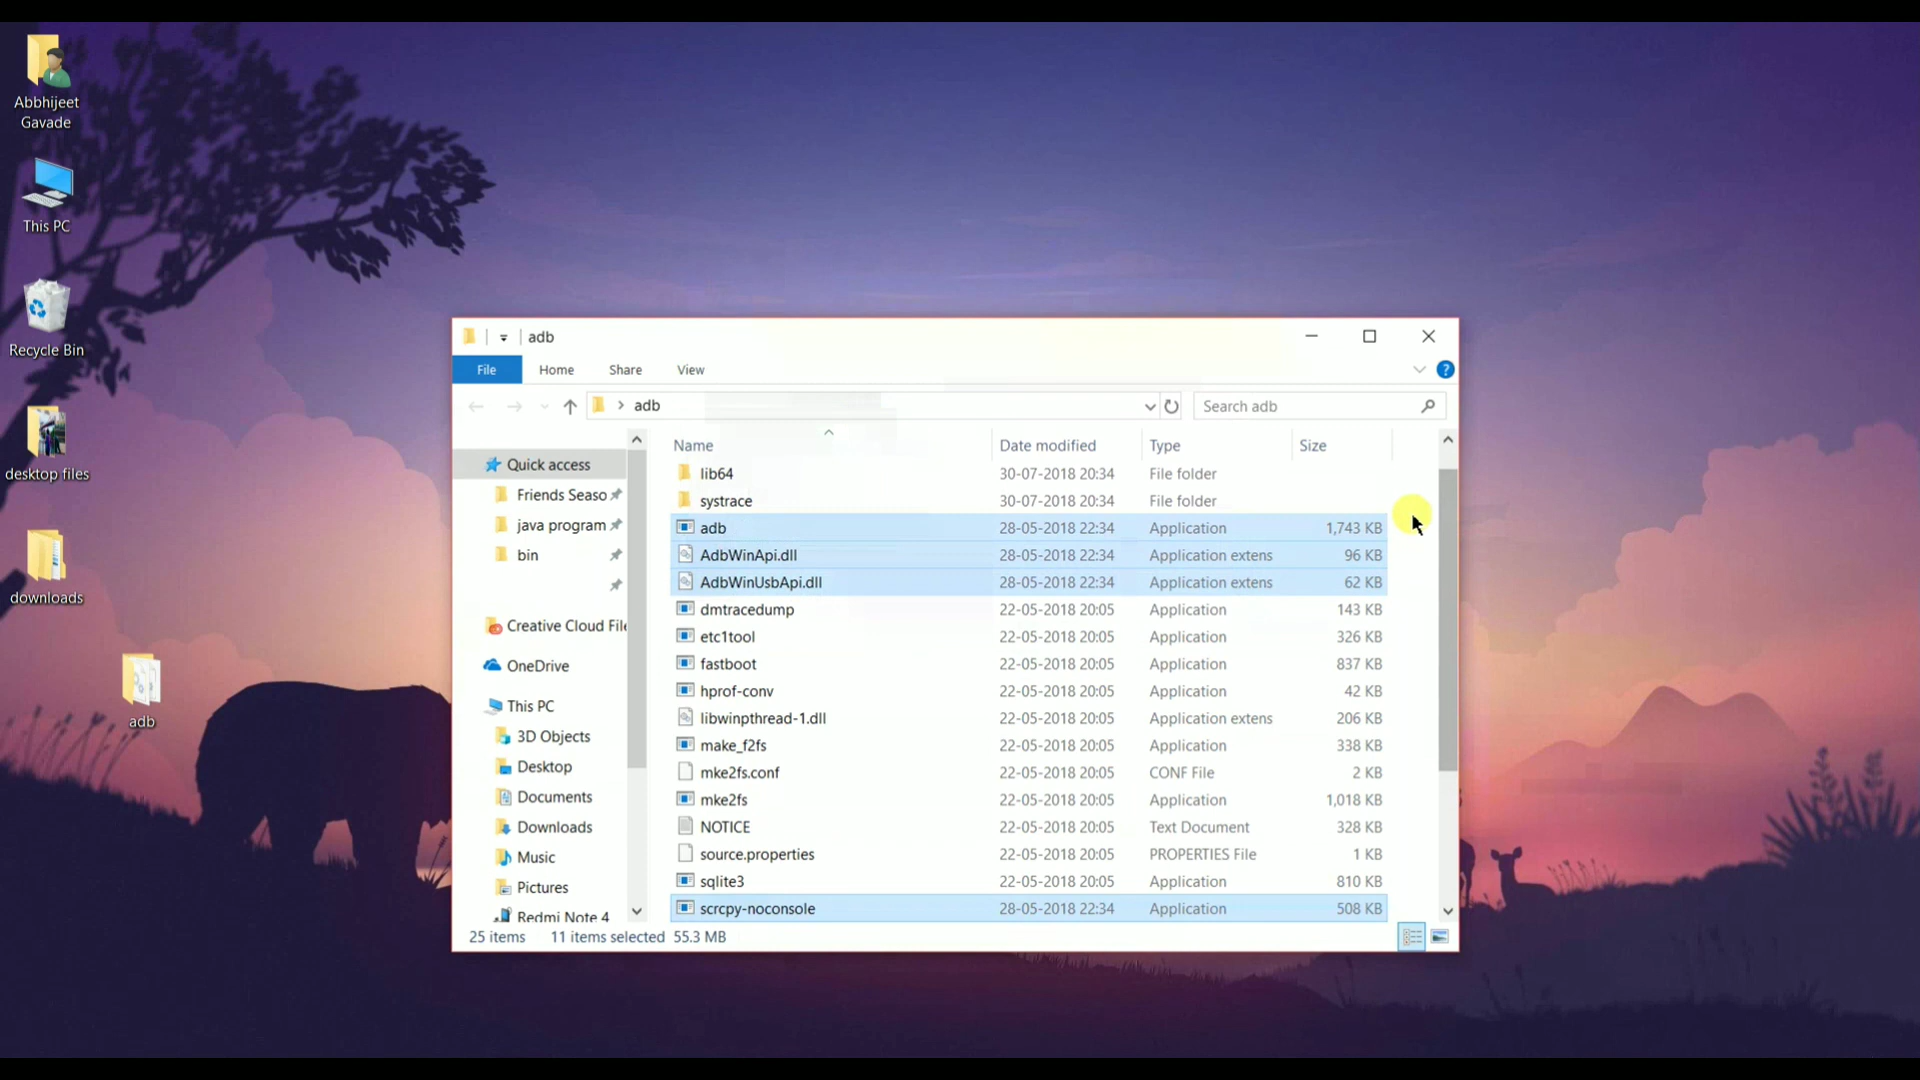 Abbhijeet
Gavade
This PC
Recycle Bin
desktop files
downloads
adb
adb
File
Home
Share
View
?
adb
Search adb
Quick access
Friends Seaso
java program
bin
Creative Cloud File
OneDrive
This PC
3D Objects
Desktop
Documents
Downloads
Music
Pictures
Redmi Note 4
Name Date modified Type Size
lib64 30-07-2018 20:34 File folder
systrace 30-07-2018 20:34 File folder
adb 28-05-2018 22:34 Application 1,743 KB
AdbWinApi.dll 28-05-2018 22:34 Application extens 96 KB
AdbWinUsbApi.dll 28-05-2018 22:34 Application extens 62 KB
dmtracedump 22-05-2018 20:05 Application 143 KB
etc1tool 22-05-2018 20:05 Application 326 KB
fastboot 22-05-2018 20:05 Application 837 KB
hprof-conv 22-05-2018 20:05 Application 42 KB
libwinpthread-1.dll 22-05-2018 20:05 Application extens 206 KB
make_f2fs 22-05-2018 20:05 Application 338 KB
mke2fs.conf 22-05-2018 20:05 CONF File 2 KB
mke2fs 22-05-2018 20:05 Application 1,018 KB
NOTICE 22-05-2018 20:05 Text Document 328 KB
source.properties 22-05-2018 20:05 PROPERTIES File 1 KB
sqlite3 22-05-2018 20:05 Application 810 KB
scrcpy-noconsole 28-05-2018 22:34 Application 508 KB
25 items 11 items selected 55.3 MB